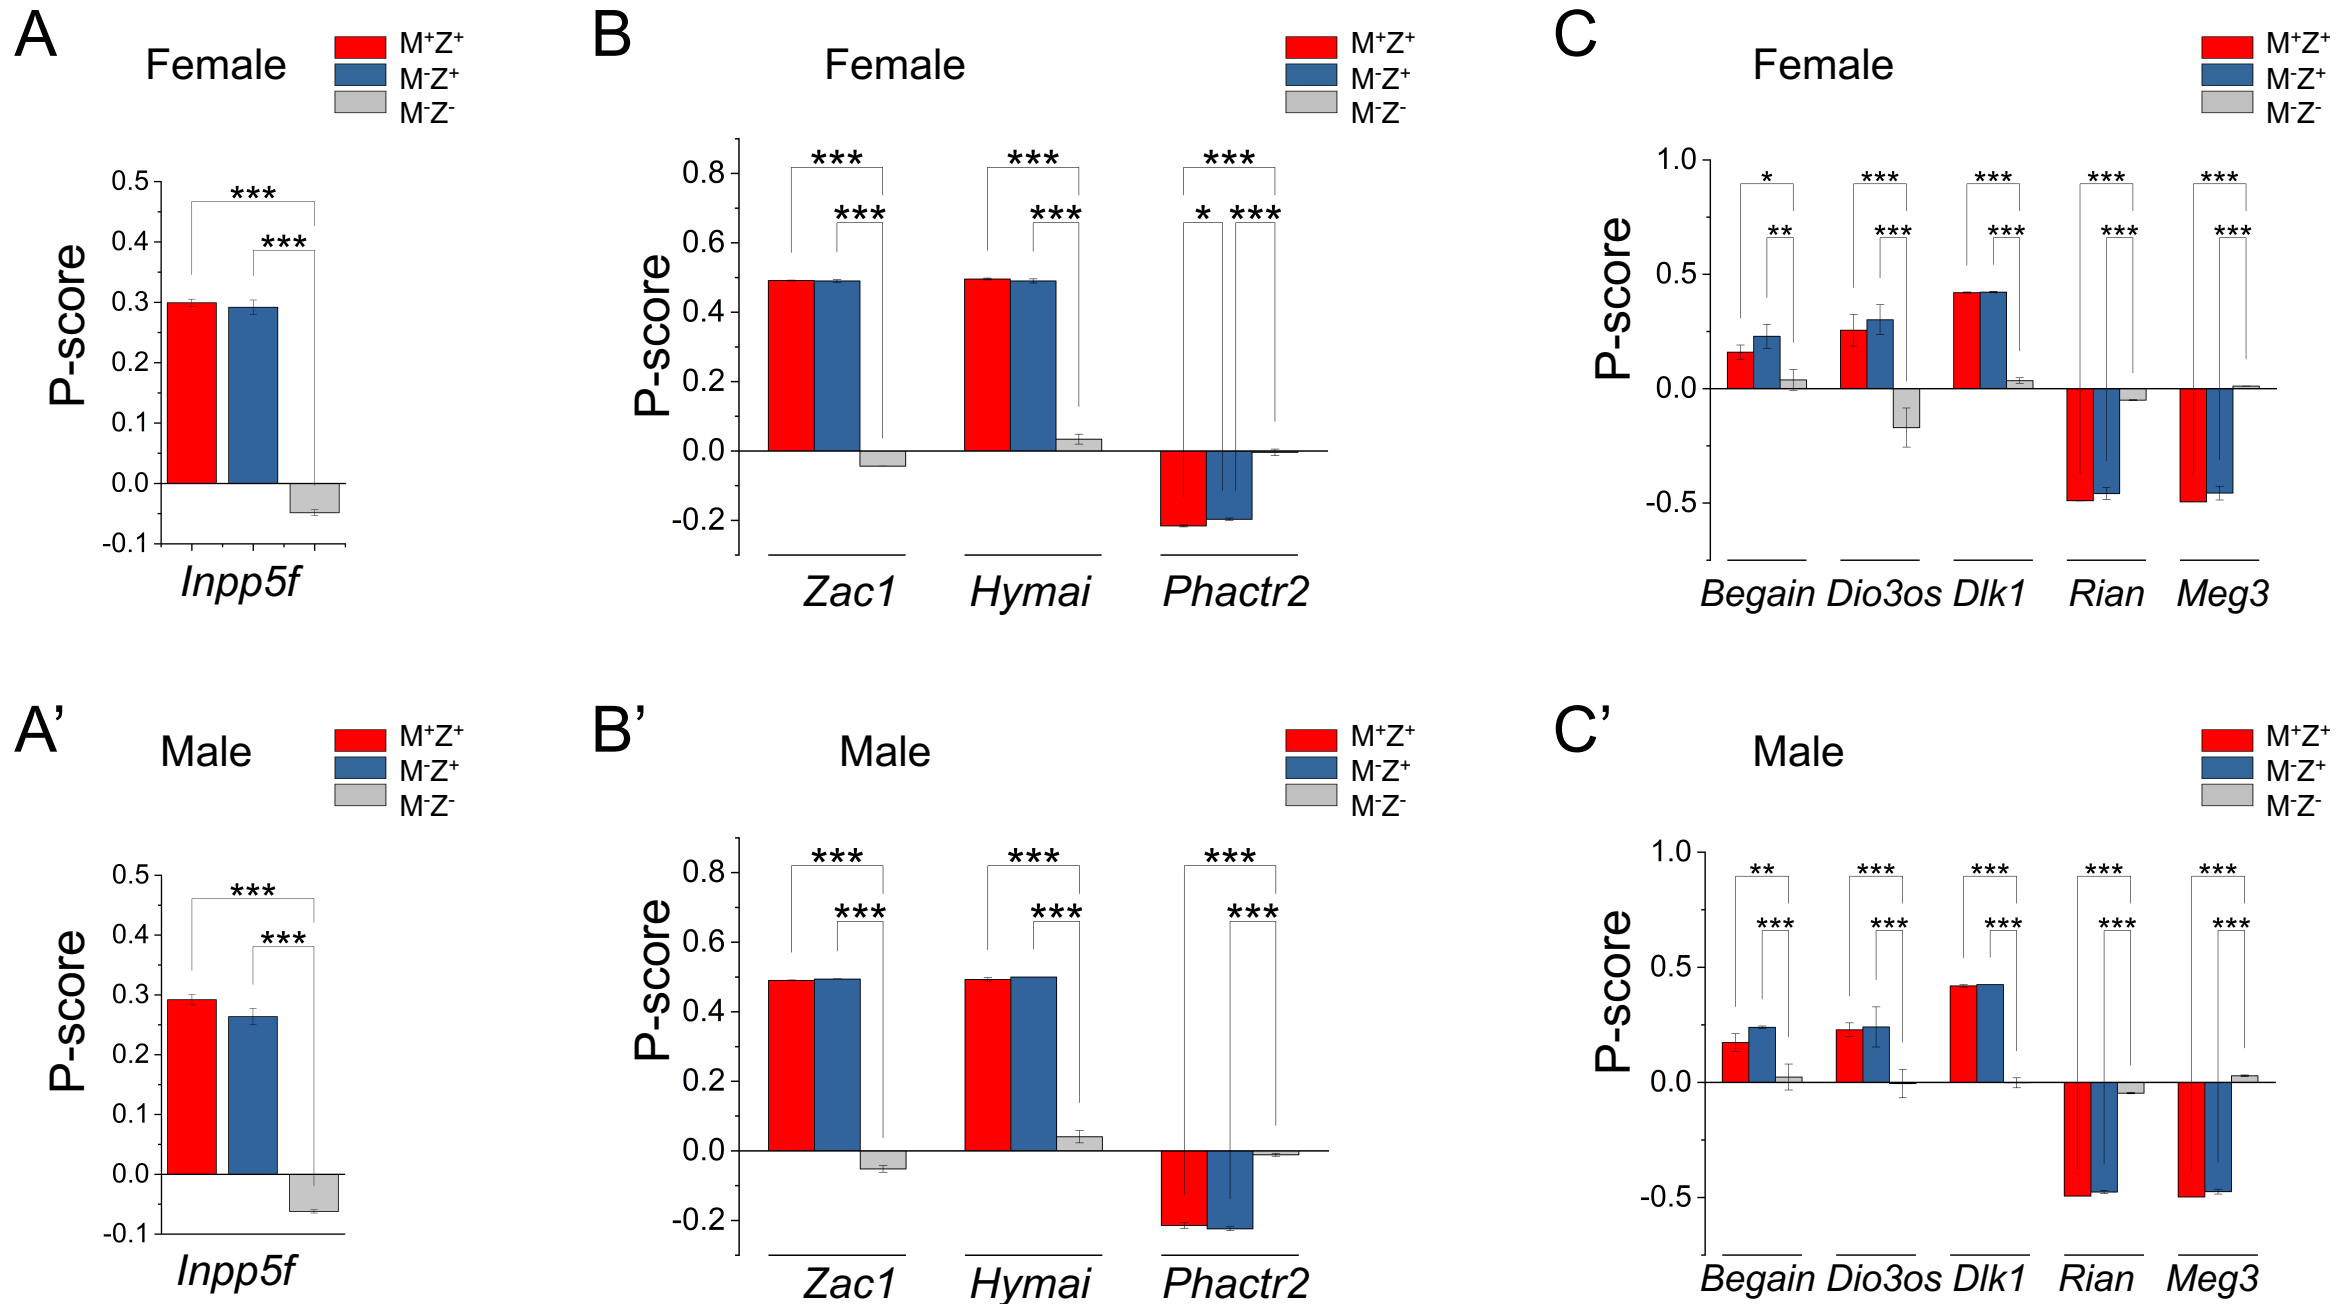 A
Female
M⁺Z⁺
M⁻Z⁺
M⁻Z⁻
P-score
0.5
0.4
0.3
0.2
0.1
0.0
-0.1
***
***
Inpp5f
B
Female
M⁺Z⁺
M⁻Z⁺
M⁻Z⁻
P-score
0.8
0.6
0.4
0.2
0.0
-0.2
*** *** ***
*** *** * ***
Zac1 Hymai Phactr2
C
Female
M⁺Z⁺
M⁻Z⁺
M⁻Z⁻
P-score
1.0
0.5
0.0
-0.5
* *** *** *** ***
** *** *** *** ***
Begain Dio3os Dlk1 Rian Meg3
A’
Male
M⁺Z⁺
M⁻Z⁺
M⁻Z⁻
P-score
0.5
0.4
0.3
0.2
0.1
0.0
-0.1
***
***
Inpp5f
B’
Male
M⁺Z⁺
M⁻Z⁺
M⁻Z⁻
P-score
0.8
0.6
0.4
0.2
0.0
-0.2
*** *** ***
*** *** ***
Zac1 Hymai Phactr2
C’
Male
M⁺Z⁺
M⁻Z⁺
M⁻Z⁻
P-score
1.0
0.5
0.0
-0.5
** *** *** *** ***
*** *** *** *** ***
Begain Dio3os Dlk1 Rian Meg3